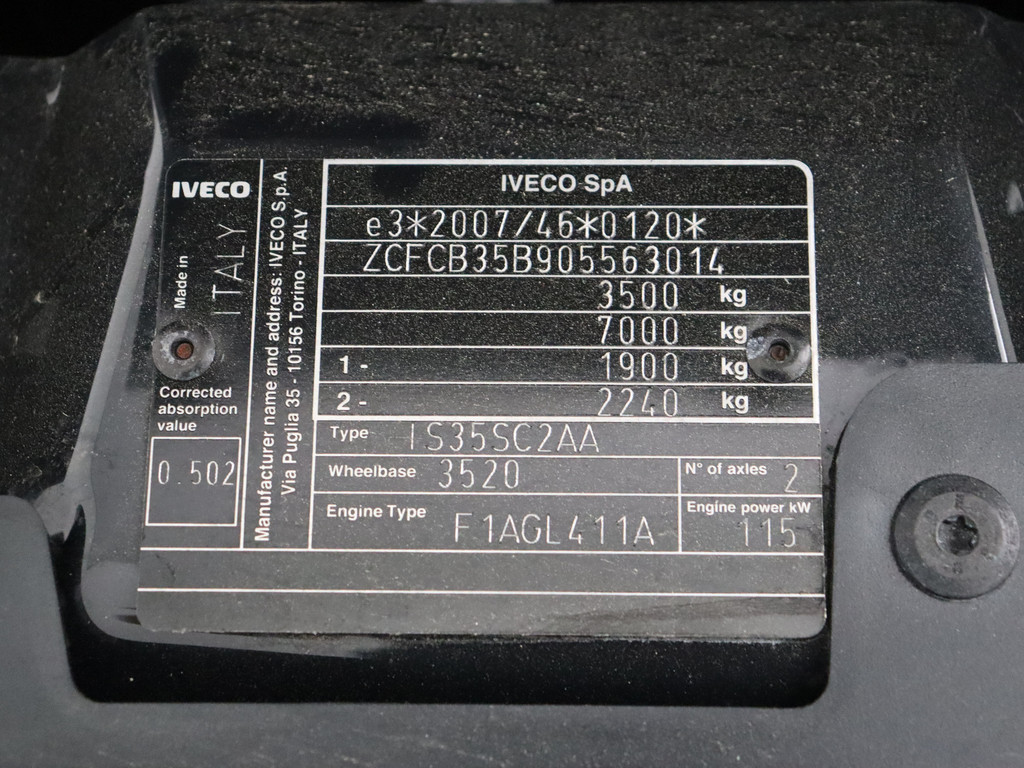 IVECO
Made in
ITALY
Corrected
absorption
value
0.502
Manufacturer name and address: IVECO S.p.A.
Via Puglia 35 - 10156 Torino - ITALY
IVECO SpA
e3*2007/46*0120*
ZCFCB35B905563014
3500 kg
7000 kg
1 - 1900 kg
2 - 2240 kg
Type IS35SC2AA
Wheelbase 3520
N° of axles 2
Engine Type F1AGL411A
Engine power kW
115